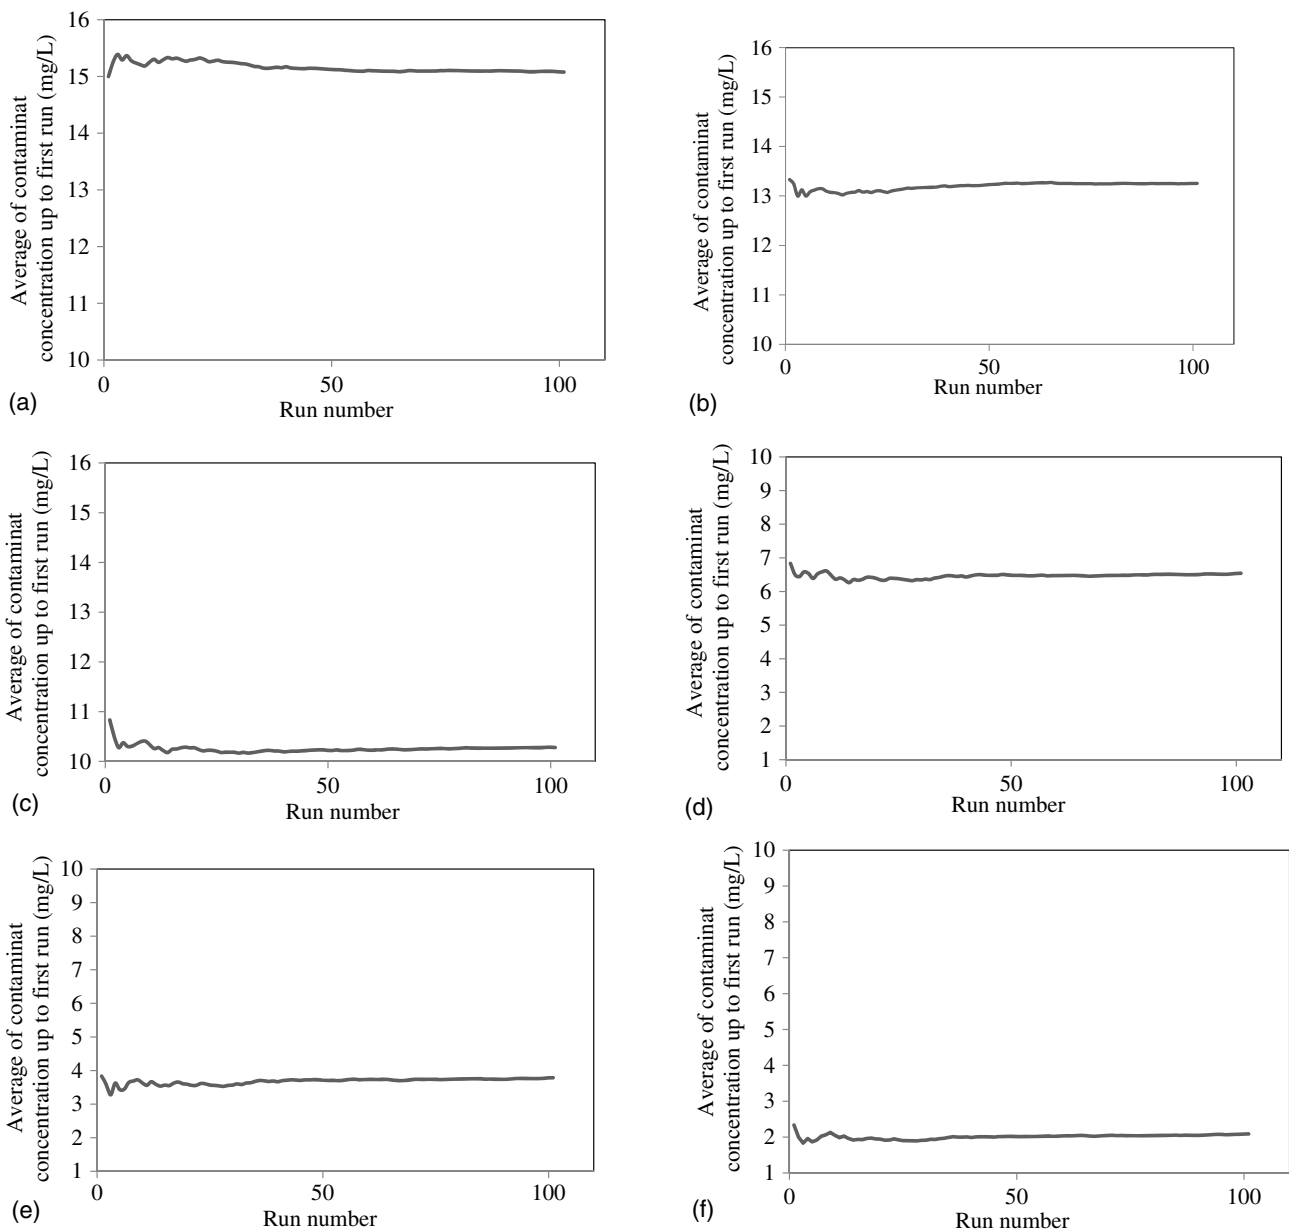 Average of contaminat
concentration up to first run (mg/L)
16
15
14
13
12
11
10
0
50
100
Run number
(a)
Average of contaminat
concentration up to first run (mg/L)
16
15
14
13
12
11
10
0
50
100
Run number
(b)
Average of contaminat
concentration up to first run (mg/L)
16
15
14
13
12
11
10
0
50
100
Run number
(c)
Average of contaminat
concentration up to first run (mg/L)
10
9
8
7
6
5
4
3
2
1
0
50
100
Run number
(d)
Average of contaminat
concentration up to first run (mg/L)
10
9
8
7
6
5
4
3
2
1
0
50
100
Run number
(e)
Average of contaminat
concentration up to first run (mg/L)
10
9
8
7
6
5
4
3
2
1
0
50
100
Run number
(f)